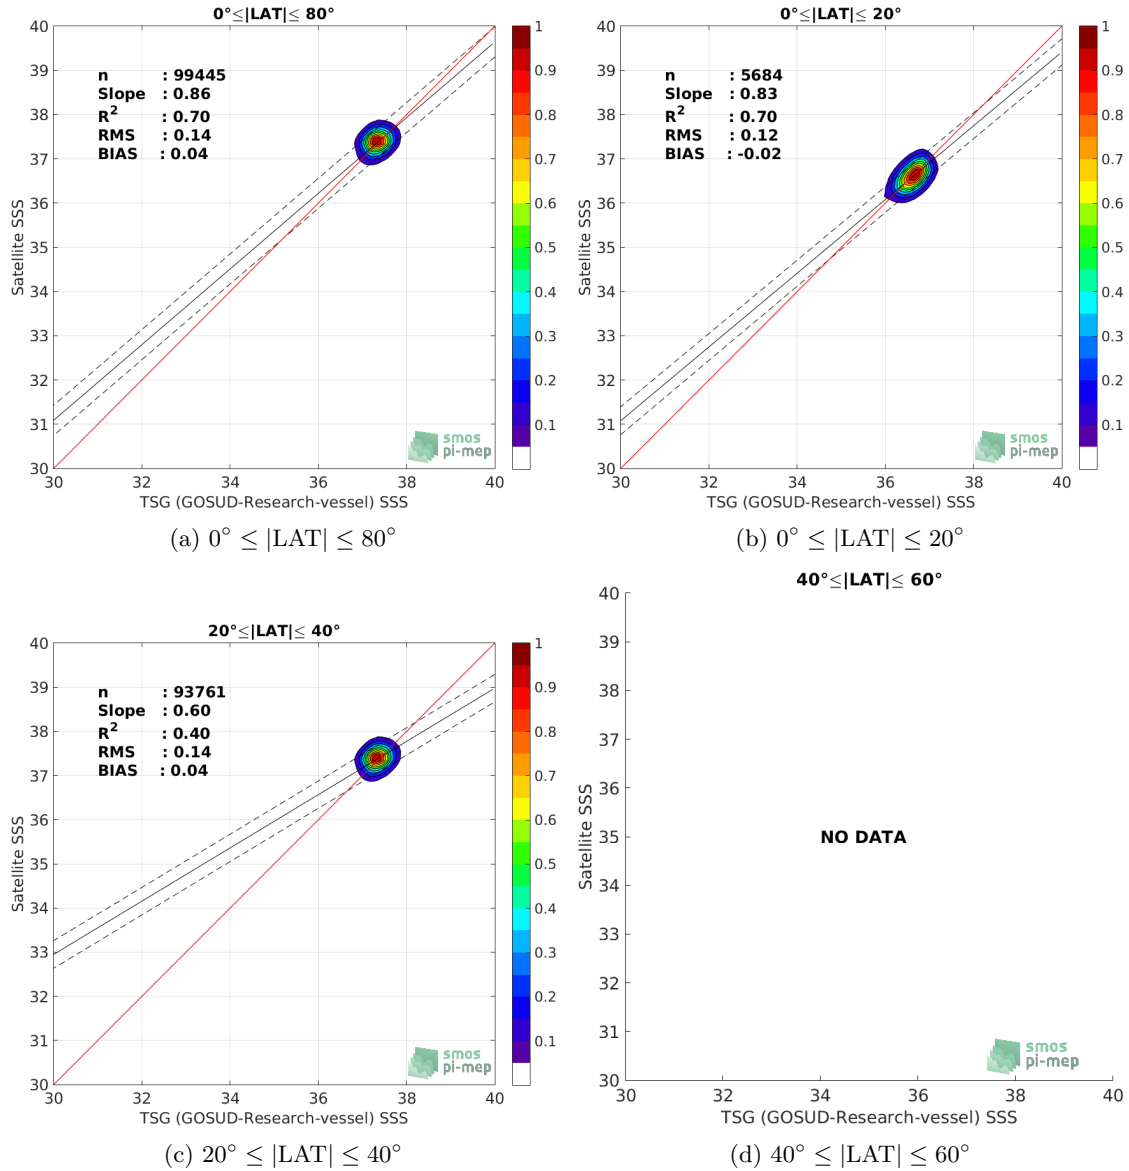 0°≤|LAT|≤ 80°
40
39
38
37
36
35
34
33
32
31
30
Satellite SSS
n : 99445
Slope : 0.86
R² : 0.70
RMS : 0.14
BIAS : 0.04
smos
pi-mep
30 32 34 36 38 40
TSG (GOSUD-Research-vessel) SSS
1
0.9
0.8
0.7
0.6
0.5
0.4
0.3
0.2
0.1
(a) 0° ≤ |LAT| ≤ 80°
0°≤|LAT|≤ 20°
40
39
38
37
36
35
34
33
32
31
30
Satellite SSS
n : 5684
Slope : 0.83
R² : 0.70
RMS : 0.12
BIAS : -0.02
smos
pi-mep
30 32 34 36 38 40
TSG (GOSUD-Research-vessel) SSS
1
0.9
0.8
0.7
0.6
0.5
0.4
0.3
0.2
0.1
(b) 0° ≤ |LAT| ≤ 20°
20°≤|LAT|≤ 40°
40
39
38
37
36
35
34
33
32
31
30
Satellite SSS
n : 93761
Slope : 0.60
R² : 0.40
RMS : 0.14
BIAS : 0.04
smos
pi-mep
30 32 34 36 38 40
TSG (GOSUD-Research-vessel) SSS
1
0.9
0.8
0.7
0.6
0.5
0.4
0.3
0.2
0.1
(c) 20° ≤ |LAT| ≤ 40°
40°≤|LAT|≤ 60°
40
39
38
37
36
35
34
33
32
31
30
Satellite SSS
NO DATA
smos
pi-mep
30 32 34 36 38 40
TSG (GOSUD-Research-vessel) SSS
(d) 40° ≤ |LAT| ≤ 60°